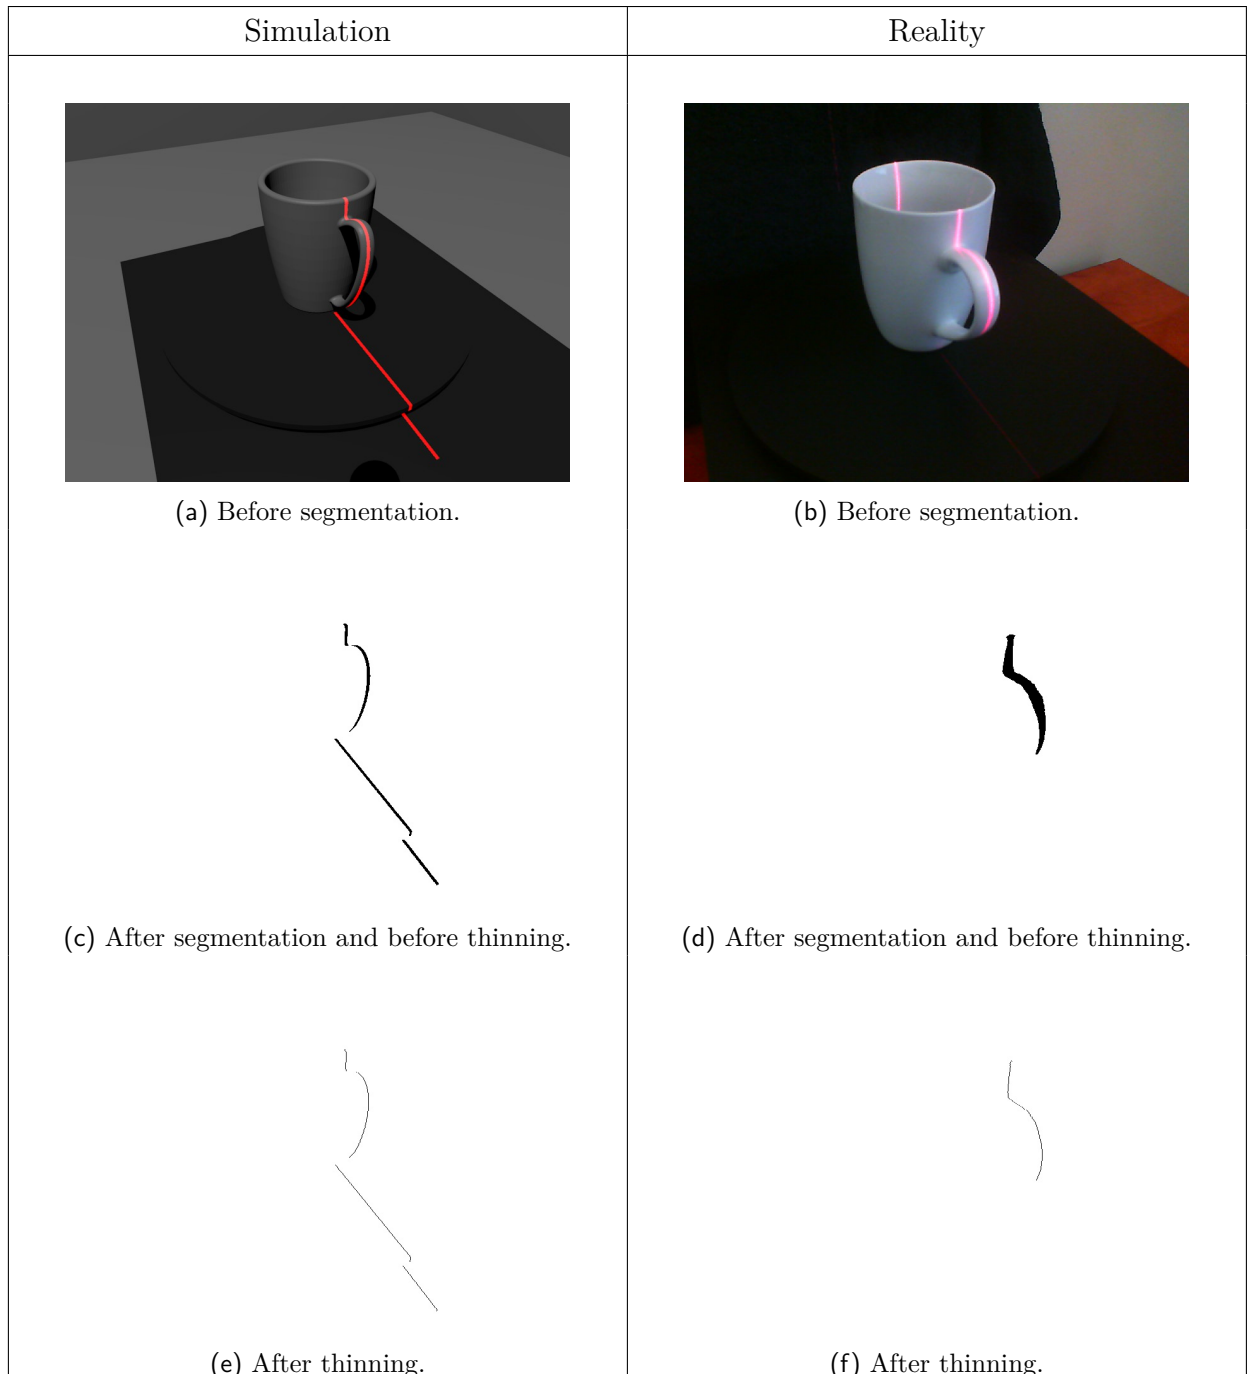 Simulation
Reality
(a) Before segmentation.
(b) Before segmentation.
(c) After segmentation and before thinning.
(d) After segmentation and before thinning.
(e) After thinning.
(f) After thinning.